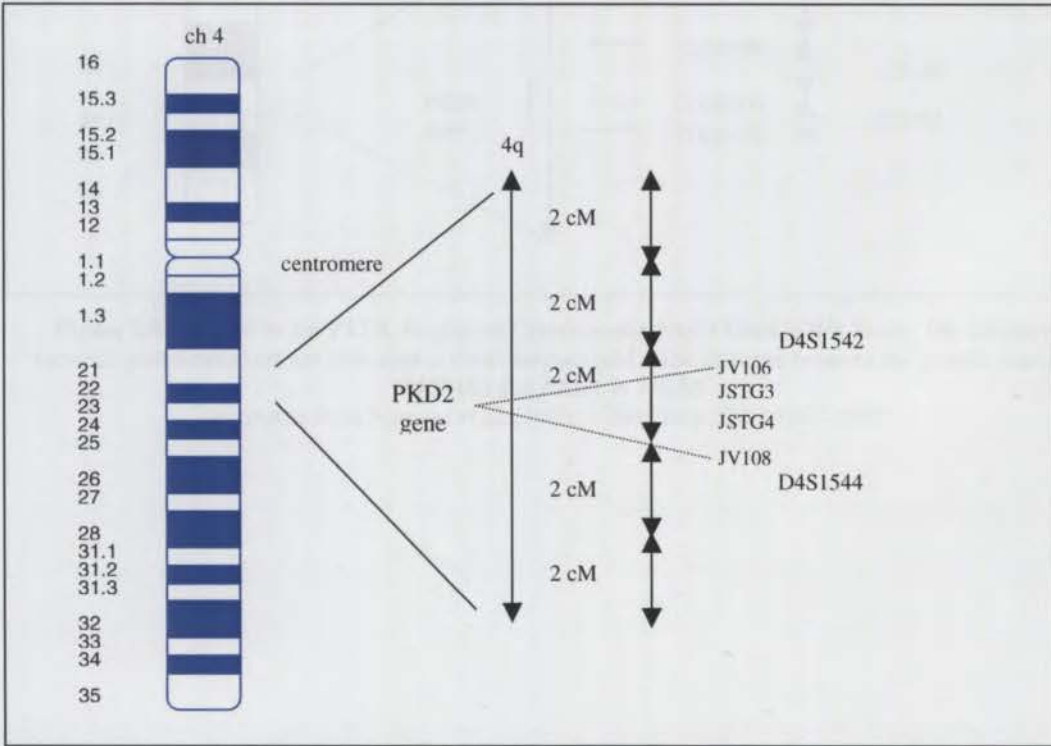 ch 4
16
15.3
15.2
15.1
14
13
12
1.1
1.2
1.3
21
22
23
24
25
26
27
28
31.1
31.2
31.3
32
33
34
35
centromere
4q
2 cM
2 cM
2 cM
2 cM
2 cM
PKD2
gene
D4S1542
JV106
JSTG3
JSTG4
JV108
D4S1544